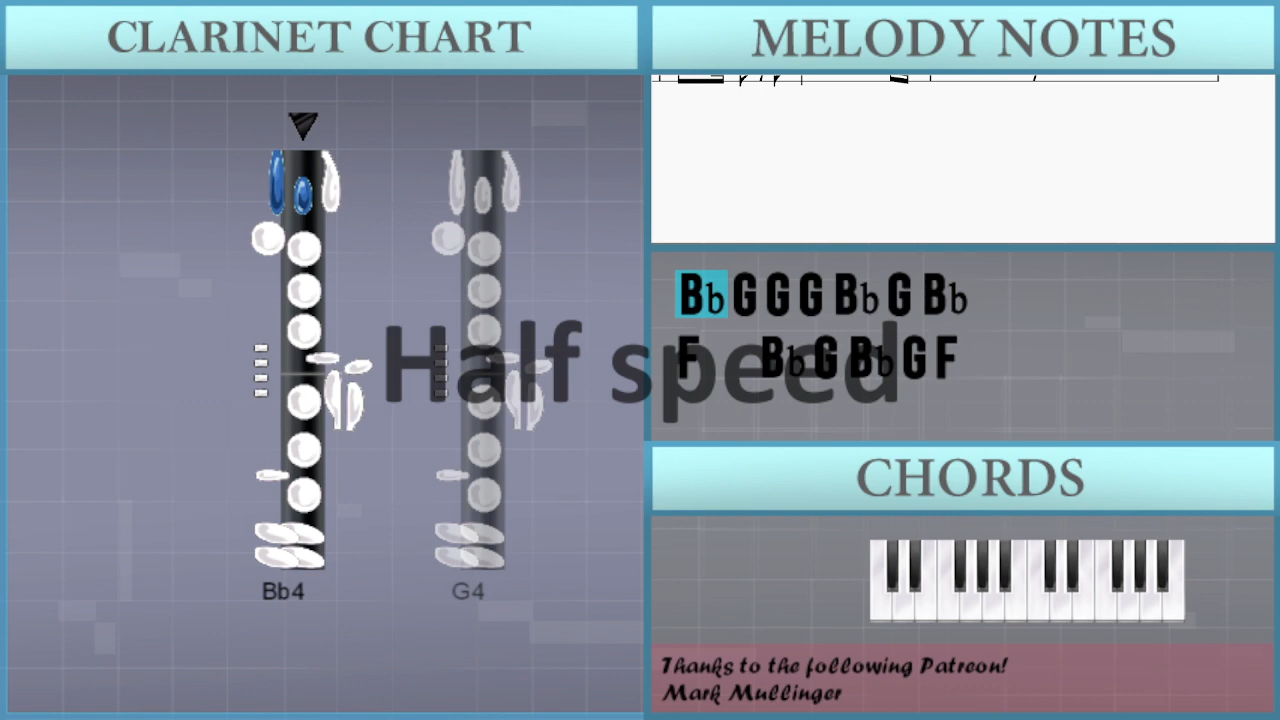 CLARINET CHART
MELODY NOTES
Bb G G G Bb G Bb
F Bb G Bb G F
Half speed
CHORDS
Bb4
G4
Thanks to the following Patreon!
Mark Mullinger